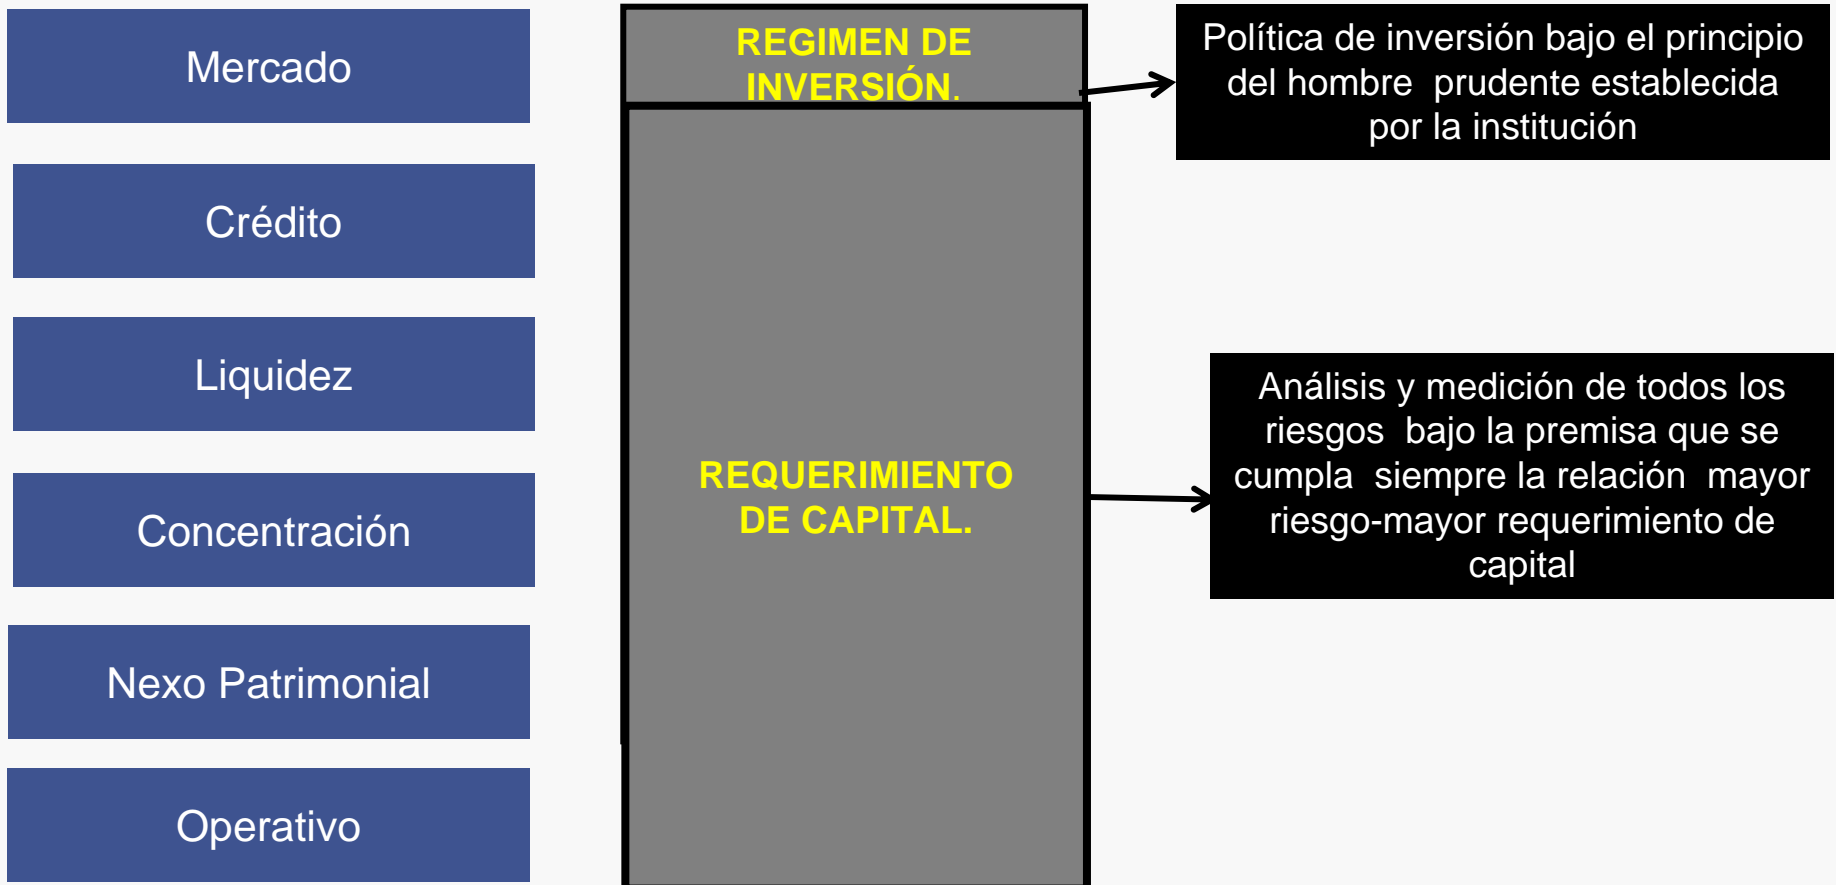 Mercado
Crédito
Liquidez
Concentración
Nexo Patrimonial
Operativo
REGIMEN DE
INVERSIÓN.
REQUERIMIENTO
DE CAPITAL.
Política de inversión bajo el principio
del hombre prudente establecida
por la institución
Análisis y medición de todos los
riesgos bajo la premisa que se
cumpla siempre la relación mayor
riesgo-mayor requerimiento de
capital